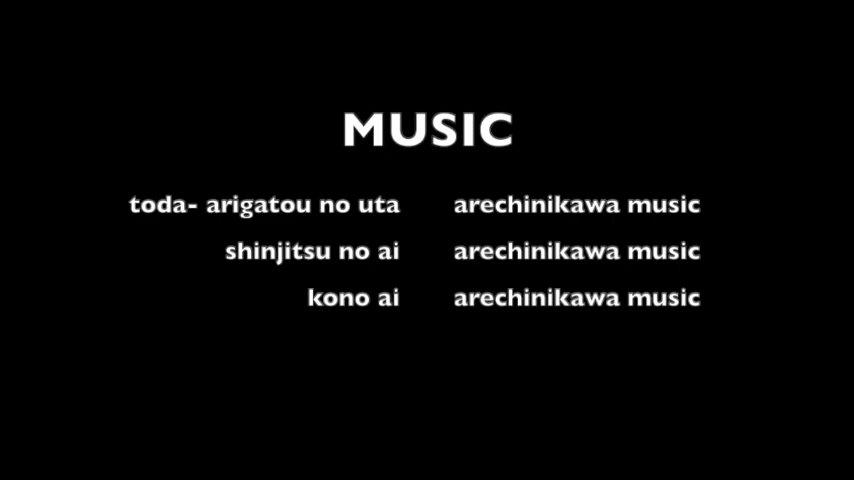 MUSIC
toda- arigatou no uta arechinikawa music
shinjitsu no ai arechinikawa music
kono ai arechinikawa music